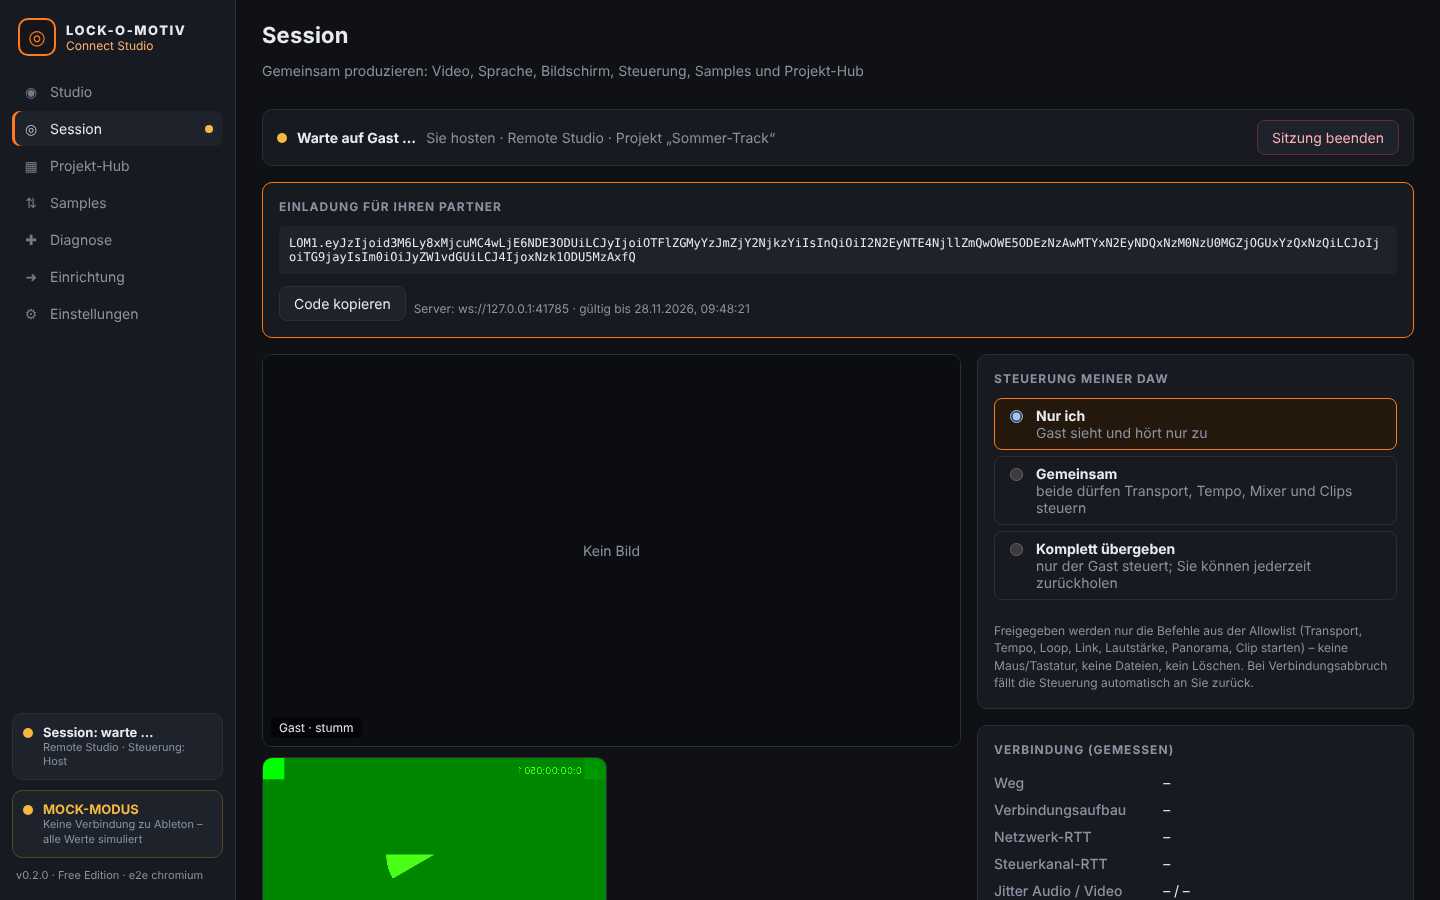 LOCK-O-MOTIV
Connect Studio
Studio
Session
Projekt-Hub
Samples
Diagnose
Einrichtung
Einstellungen
Session: warte ...
Remote Studio · Steuerung:
Host
MOCK-MODUS
Keine Verbindung zu Ableton –
alle Werte simuliert
v0.2.0 · Free Edition · e2e chromium
Session
Gemeinsam produzieren: Video, Sprache, Bildschirm, Steuerung, Samples und Projekt-Hub
Warte auf Gast ... Sie hosten · Remote Studio · Projekt „Sommer-Track“
Sitzung beenden
EINLADUNG FÜR IHREN PARTNER
LOM1.eyJzIjoid3M6Ly8xMjcuMC4wLjE6NDE3ODUiLCJyIjoiOTFlZGMyYzJmZjY2NjkzYiIsInQiOiI2N2EyNTE4NjllZmQwOWE5ODEzNzAwMTYxN2EyNDQxNzM0NzU0MGZjOGUxYzQxNzQiLCJoIj
oiTG9jayIsIm0iOiJyZW1vdGUiLCJ4IjoxNzk1ODU5MzAxfQ
Code kopieren
Server: ws://127.0.0.1:41785 · gültig bis 28.11.2026, 09:48:21
Kein Bild
Gast · stumm
STEUERUNG MEINER DAW
Nur ich
Gast sieht und hört nur zu
Gemeinsam
beide dürfen Transport, Tempo, Mixer und Clips
steuern
Komplett übergeben
nur der Gast steuert; Sie können jederzeit
zurückholen
Freigegeben werden nur die Befehle aus der Allowlist (Transport,
Tempo, Loop, Link, Lautstärke, Panorama, Clip starten) – keine
Maus/Tastatur, keine Dateien, kein Löschen. Bei Verbindungsabbruch
fällt die Steuerung automatisch an Sie zurück.
VERBINDUNG (GEMESSEN)
Weg –
Verbindungsaufbau –
Netzwerk-RTT –
Steuerkanal-RTT –
Jitter Audio / Video – / –